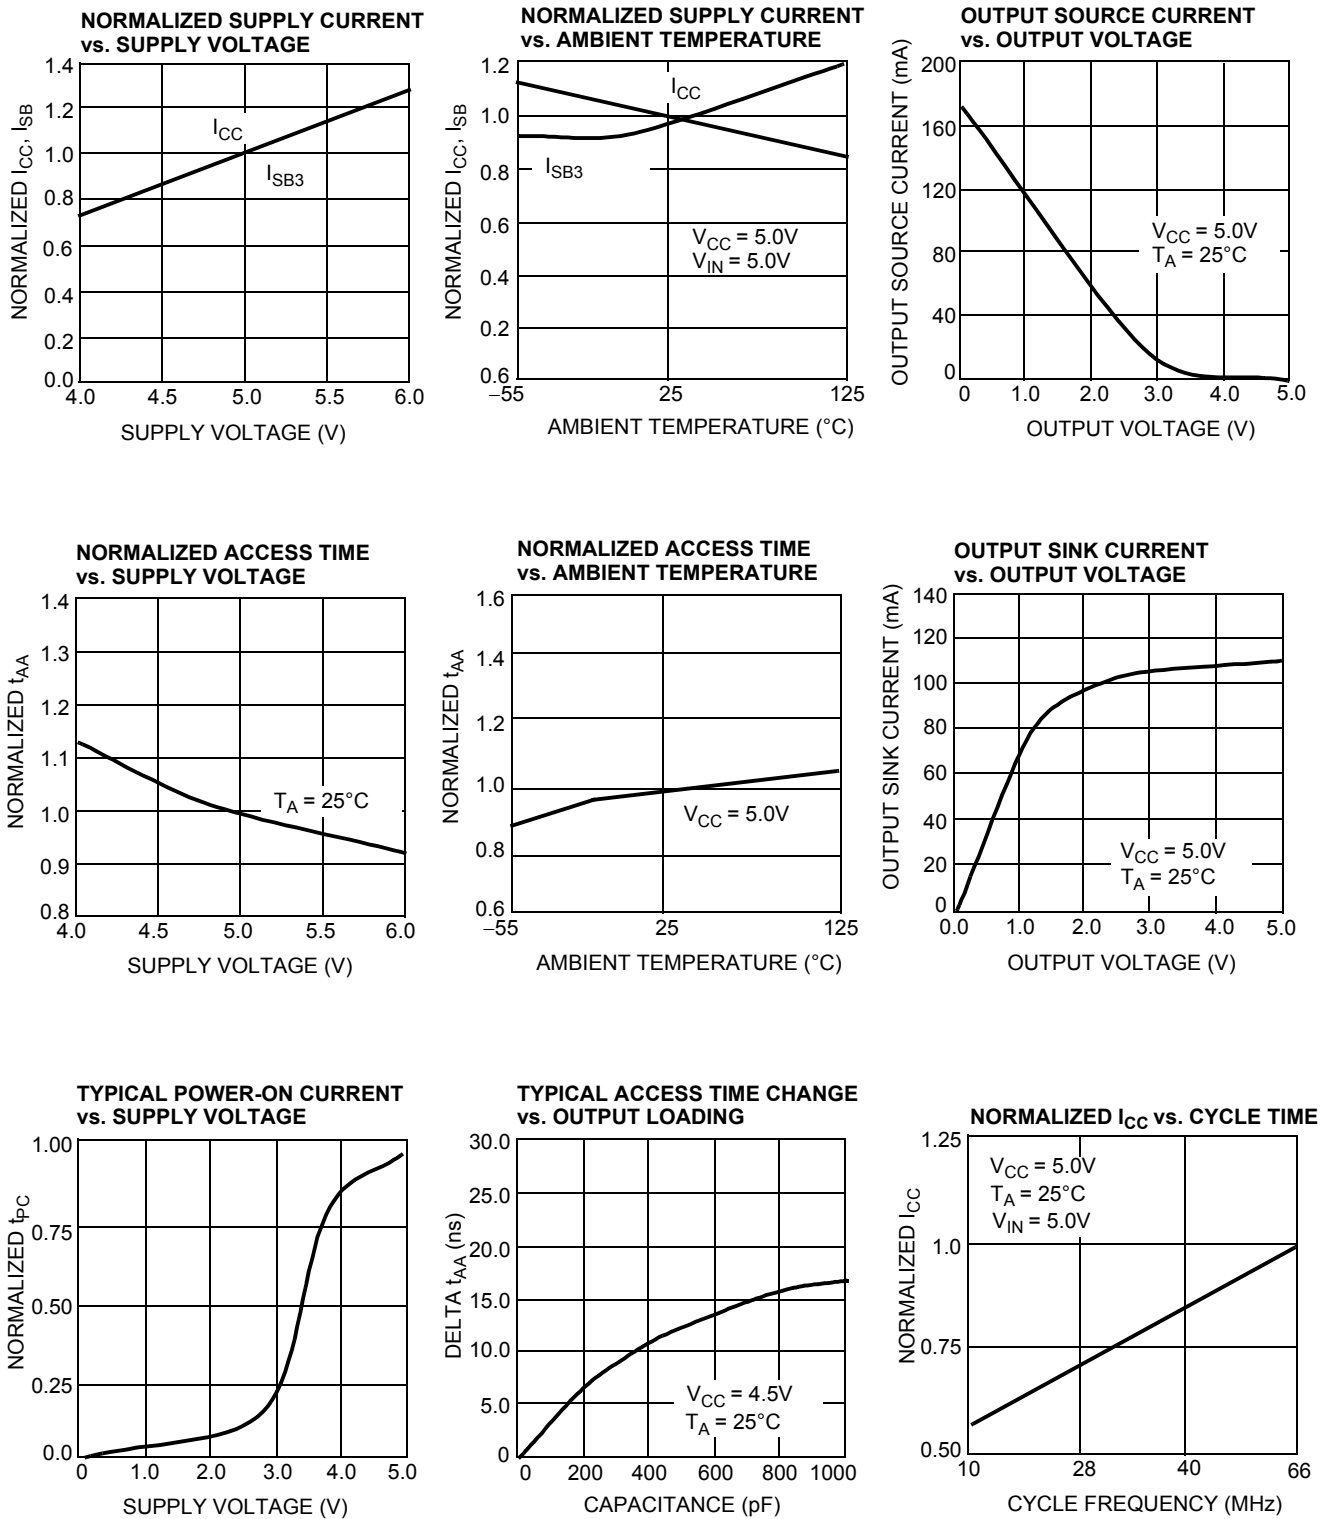 NORMALIZED SUPPLY CURRENT
vs. SUPPLY VOLTAGE
1.4
1.2
1.0
0.8
0.6
0.4
0.2
0.0
NORMALIZED ICC, ISB
ICC
ISB3
4.0 4.5 5.0 5.5 6.0
SUPPLY VOLTAGE (V)
NORMALIZED SUPPLY CURRENT
vs. AMBIENT TEMPERATURE
1.2
1.0
0.8
0.6
0.4
0.2
0.6
NORMALIZED ICC, ISB
ICC
ISB3
VCC = 5.0V
VIN = 5.0V
–55 25 125
AMBIENT TEMPERATURE (°C)
OUTPUT SOURCE CURRENT
vs. OUTPUT VOLTAGE
200
160
120
80
40
0
OUTPUT SOURCE CURRENT (mA)
VCC = 5.0V
TA = 25°C
0 1.0 2.0 3.0 4.0 5.0
OUTPUT VOLTAGE (V)
NORMALIZED ACCESS TIME
vs. SUPPLY VOLTAGE
1.4
1.3
1.2
1.1
1.0
0.9
0.8
NORMALIZED tAA
TA = 25°C
4.0 4.5 5.0 5.5 6.0
SUPPLY VOLTAGE (V)
NORMALIZED ACCESS TIME
vs. AMBIENT TEMPERATURE
1.6
1.4
1.2
1.0
0.8
0.6
NORMALIZED tAA
VCC = 5.0V
–55 25 125
AMBIENT TEMPERATURE (°C)
OUTPUT SINK CURRENT
vs. OUTPUT VOLTAGE
140
120
100
80
60
40
20
0
OUTPUT SINK CURRENT (mA)
VCC = 5.0V
TA = 25°C
0.0 1.0 2.0 3.0 4.0 5.0
OUTPUT VOLTAGE (V)
TYPICAL POWER-ON CURRENT
vs. SUPPLY VOLTAGE
1.00
0.75
0.50
0.25
0.0
NORMALIZED tPC
0 1.0 2.0 3.0 4.0 5.0
SUPPLY VOLTAGE (V)
TYPICAL ACCESS TIME CHANGE
vs. OUTPUT LOADING
30.0
25.0
20.0
15.0
10.0
5.0
0
DELTA tAA (ns)
VCC = 4.5V
TA = 25°C
0 200 400 600 800 1000
CAPACITANCE (pF)
NORMALIZED ICC vs. CYCLE TIME
1.25
1.0
0.75
0.50
NORMALIZED ICC
VCC = 5.0V
TA = 25°C
VIN = 5.0V
10 28 40 66
CYCLE FREQUENCY (MHz)